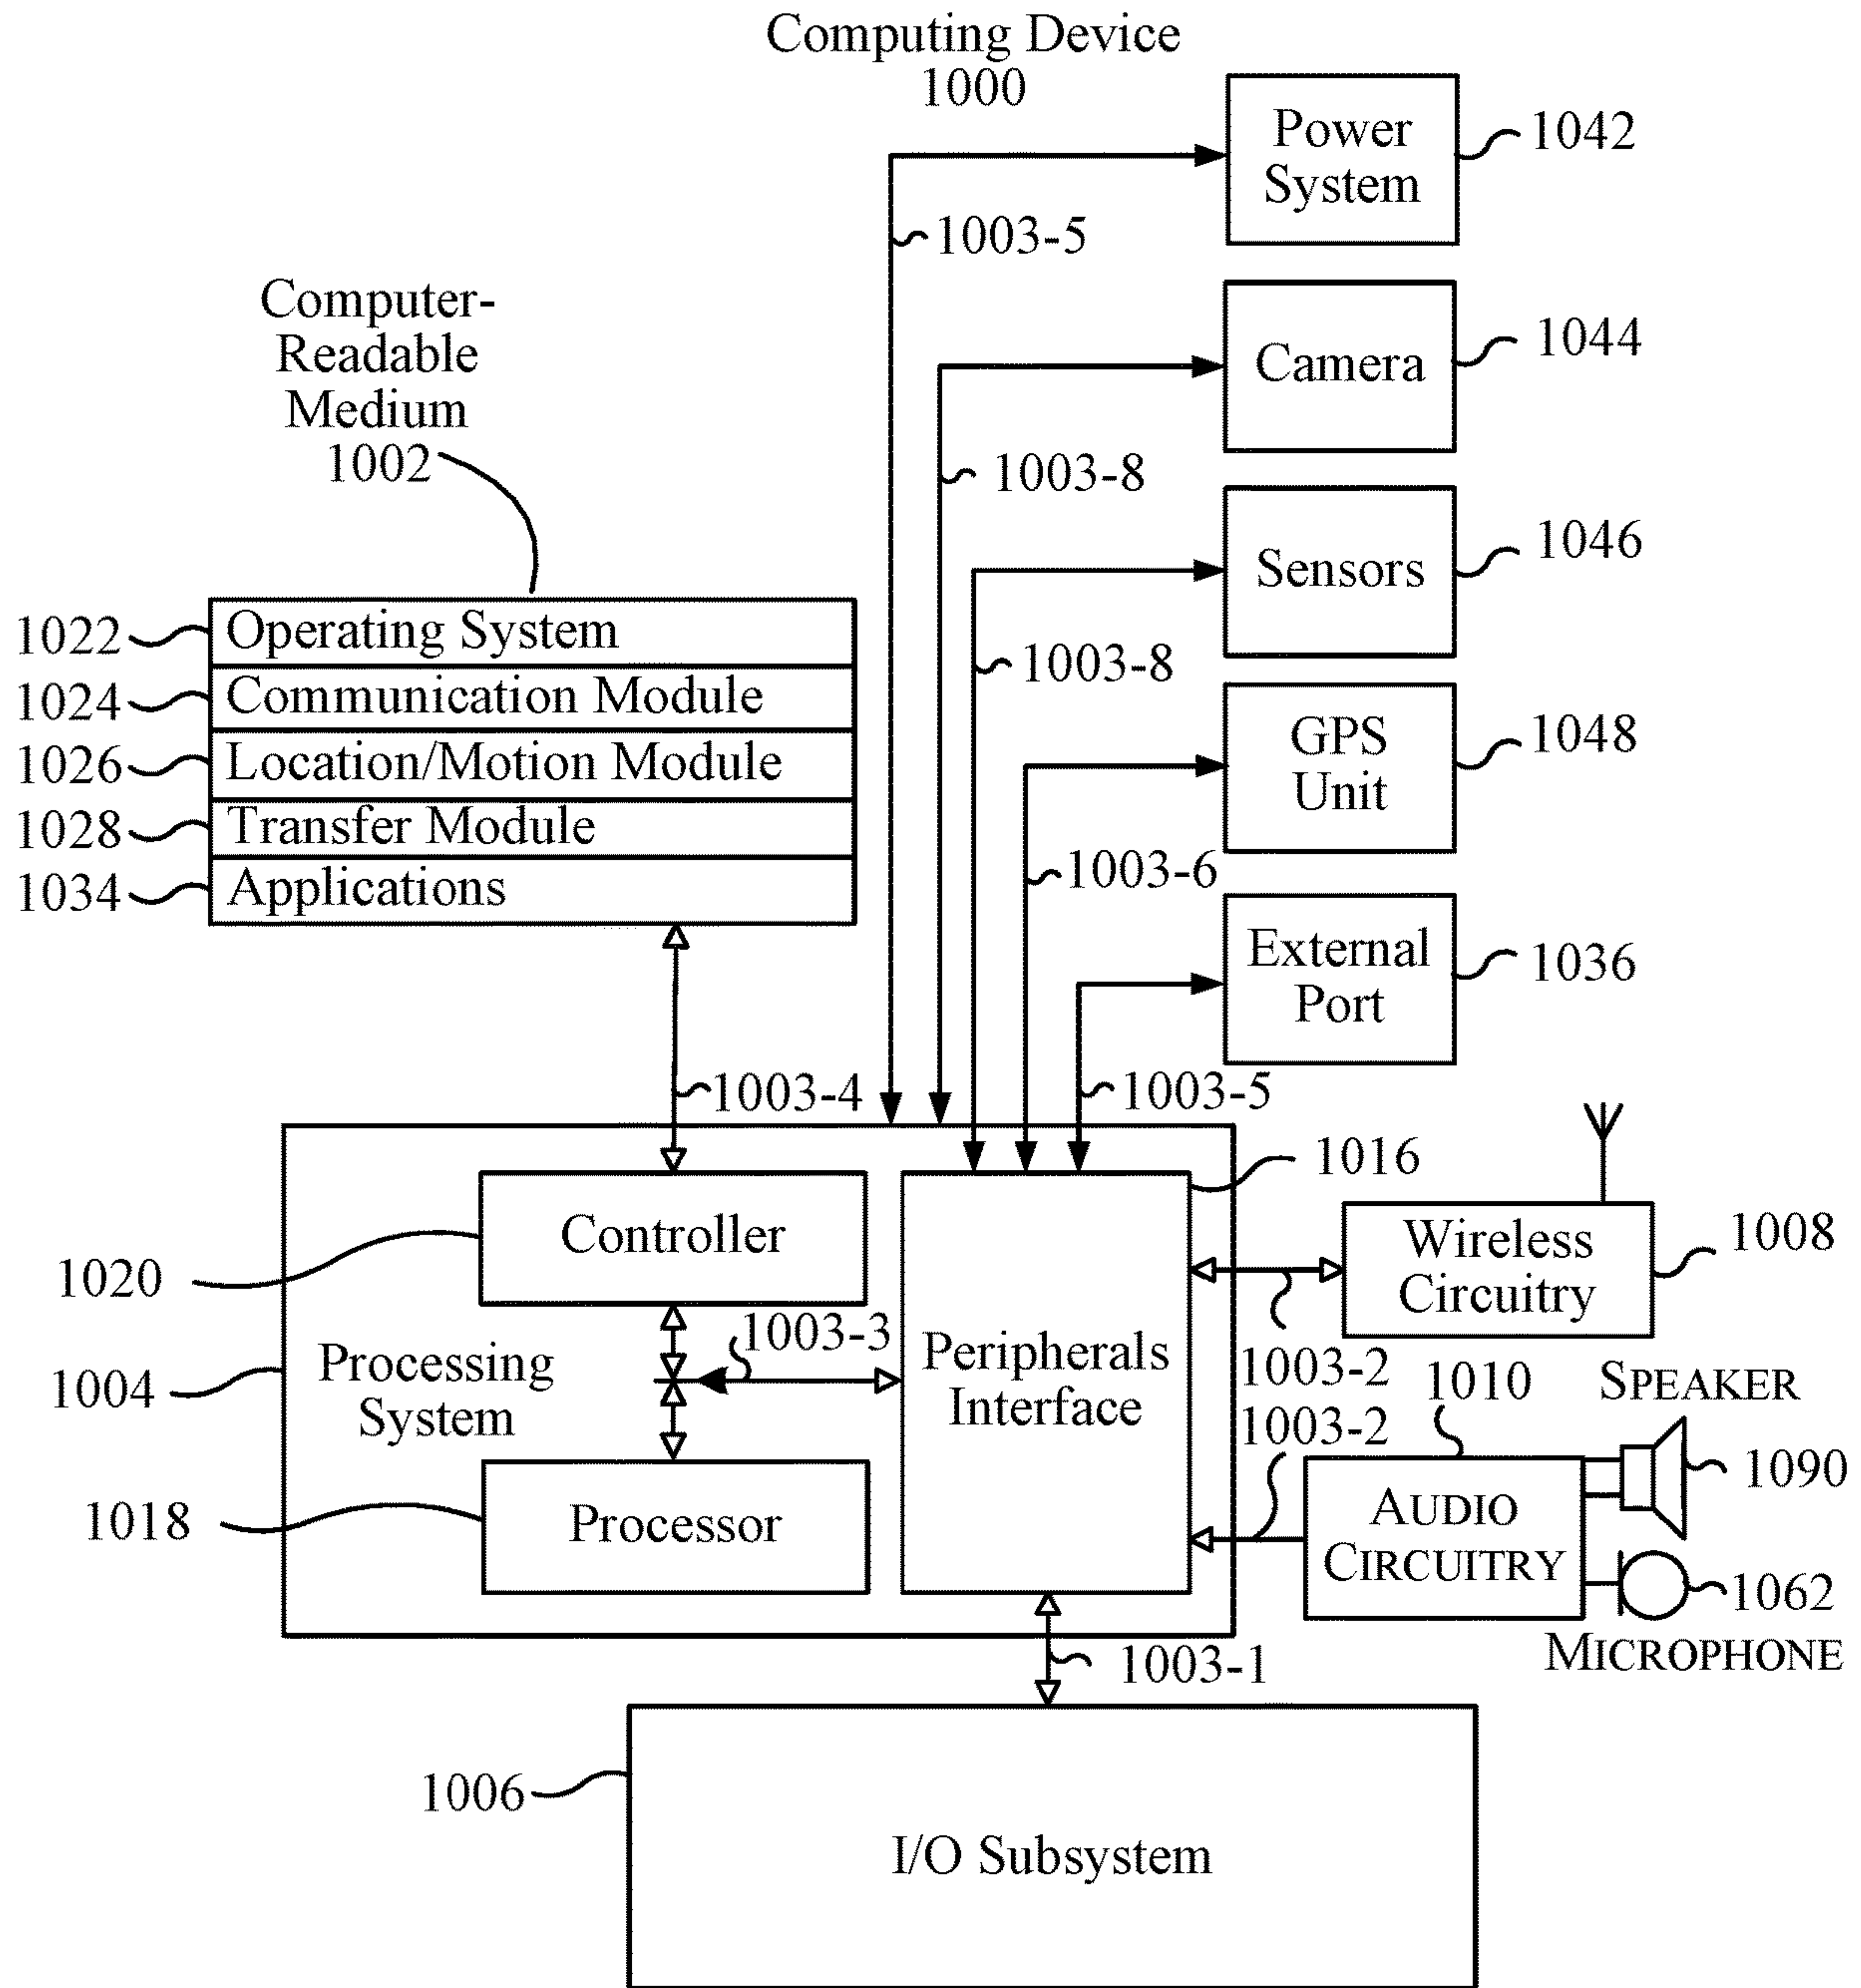 Computing Device
1000
Power
System
1042
1003-5
Computer-
Readable
Medium
1002
Camera
1044
1003-8
Sensors
1046
1003-8
1022
Operating System
1024
Communication Module
1026
Location/Motion Module
1028
Transfer Module
1034
Applications
GPS
Unit
1048
1003-6
External
Port
1036
1003-4
1003-5
1016
Controller
1020
Wireless
Circuitry
1008
1003-3
Processing
System
1004
Peripherals
Interface
1003-2
1010
SPEAKER
1003-2
1090
AUDIO
CIRCUITRY
1018
Processor
1062
MICROPHONE
1003-1
1006
I/O Subsystem